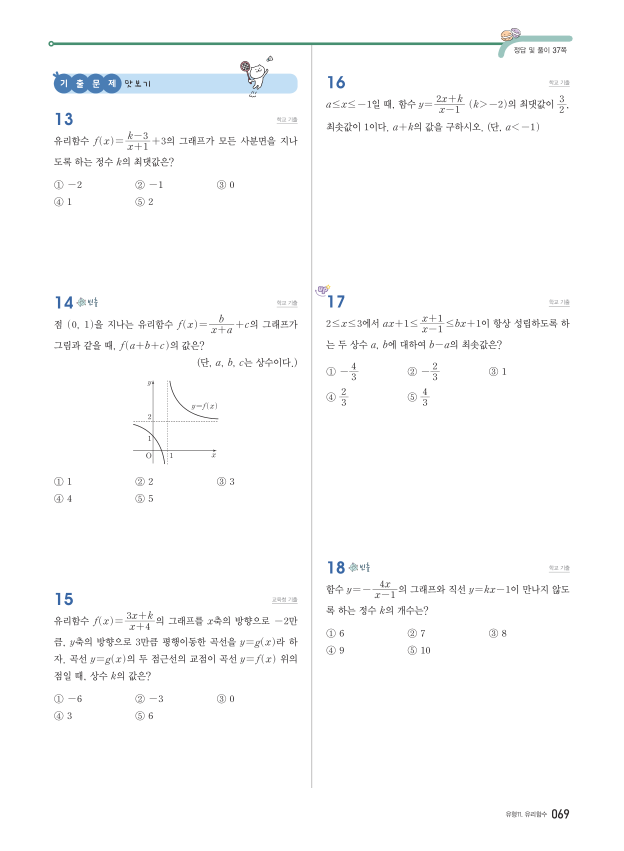 정답 및 풀이 37쪽
기출문제 맛보기
13
학교 기출
유리함수 f(x)=\frac{k-3}{x+1}+3의 그래프가 모든 사분면을 지나
도록 하는 정수 k의 최댓값은?
① -2 ② -1 ③ 0
④ 1 ⑤ 2
14 빈출
학교 기출
점 (0, 1)을 지나는 유리함수 f(x)=\frac{b}{x+a}+c의 그래프가
그림과 같을 때, f(a+b+c)의 값은?
(단, a, b, c는 상수이다.)
y
y=f(x)
2
1
O 1 x
① 1 ② 2 ③ 3
④ 4 ⑤ 5
15
교육청 기출
유리함수 f(x)=\frac{3x+k}{x+4}의 그래프를 x축의 방향으로 -2만
큼, y축의 방향으로 3만큼 평행이동한 곡선을 y=g(x)라 하
자. 곡선 y=g(x)의 두 점근선의 교점이 곡선 y=f(x) 위의
점일 때, 상수 k의 값은?
① -6 ② -3 ③ 0
④ 3 ⑤ 6
16
학교 기출
a≤x≤-1일 때, 함수 y=\frac{2x+k}{x-1} (k>-2)의 최댓값이 \frac{3}{2},
최솟값이 1이다. a+k의 값을 구하시오. (단, a<-1)
17
학교 기출
2≤x≤3에서 ax+1≤\frac{x+1}{x-1}≤bx+1이 항상 성립하도록 하
는 두 상수 a, b에 대하여 b-a의 최솟값은?
① -\frac{4}{3} ② -\frac{2}{3} ③ 1
④ \frac{2}{3} ⑤ \frac{4}{3}
18 빈출
학교 기출
함수 y=-\frac{4x}{x-1}의 그래프와 직선 y=kx-1이 만나지 않도
록 하는 정수 k의 개수는?
① 6 ② 7 ③ 8
④ 9 ⑤ 10
유형11. 유리함수 069